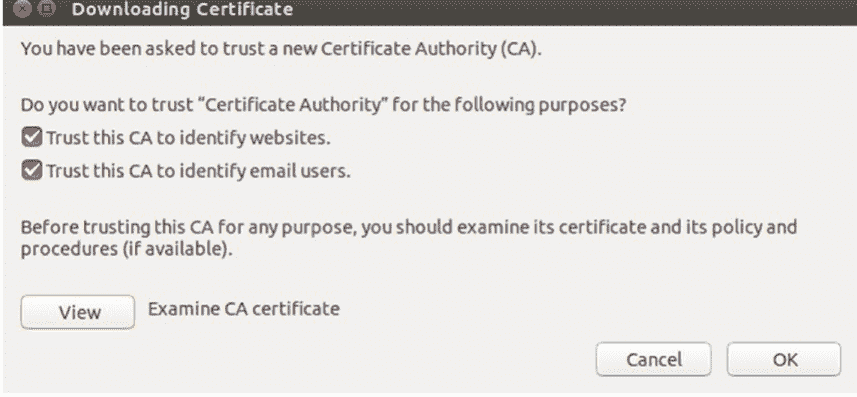 Downloading Certificate
You have been asked to trust a new Certificate Authority (CA).
Do you want to trust “Certificate Authority” for the following purposes?
Trust this CA to identify websites.
Trust this CA to identify email users.
Before trusting this CA for any purpose, you should examine its certificate and its policy and
procedures (if available).
View Examine CA certificate
Cancel OK